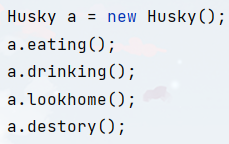 Husky a = new Husky();
a.eating();
a.drinking();
a.lookhome();
a.destory();